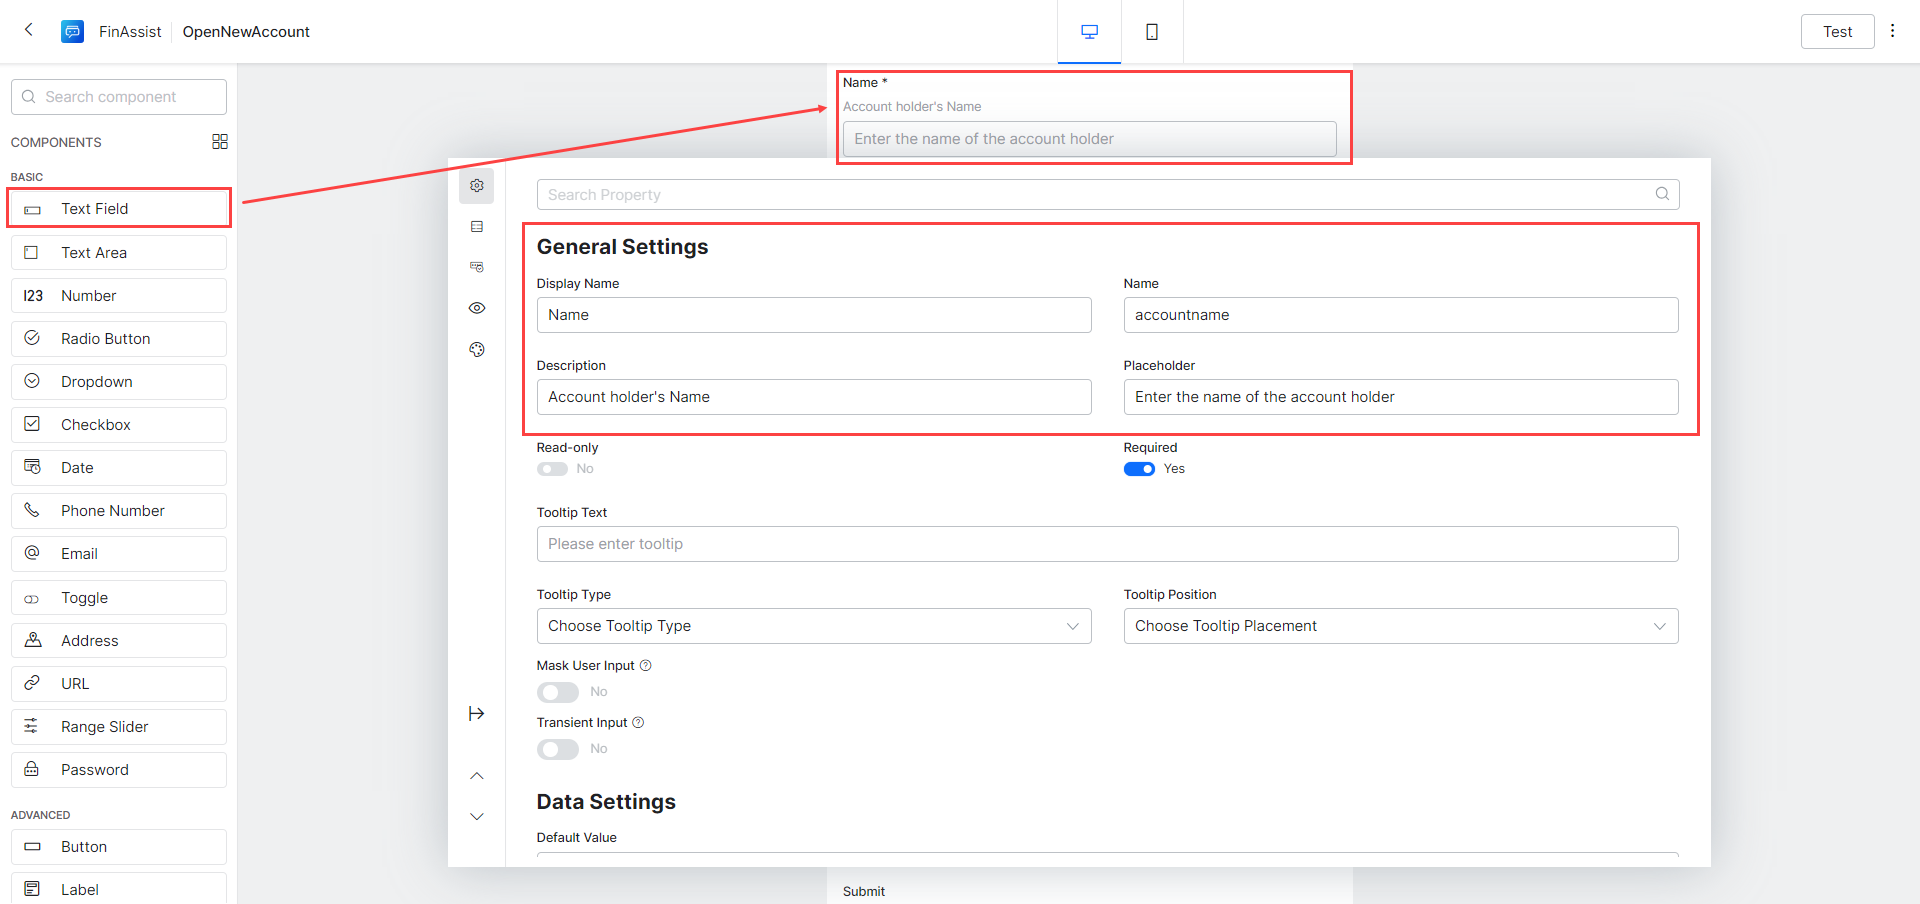 FinAssist OpenNewAccount
Test
Search component
COMPONENTS
BASIC
Text Field
Text Area
123 Number
Radio Button
Dropdown
Checkbox
Date
Phone Number
Email
Toggle
Address
URL
Range Slider
Password
ADVANCED
Button
Label
Name *
Account holder's Name
Enter the name of the account holder
Search Property
General Settings
Display Name
Name
Name
accountname
Description
Account holder's Name
Placeholder
Enter the name of the account holder
Read-only
No
Required
Yes
Tooltip Text
Please enter tooltip
Tooltip Type
Choose Tooltip Type
Tooltip Position
Choose Tooltip Placement
Mask User Input
No
Transient Input
No
Data Settings
Default Value
Submit